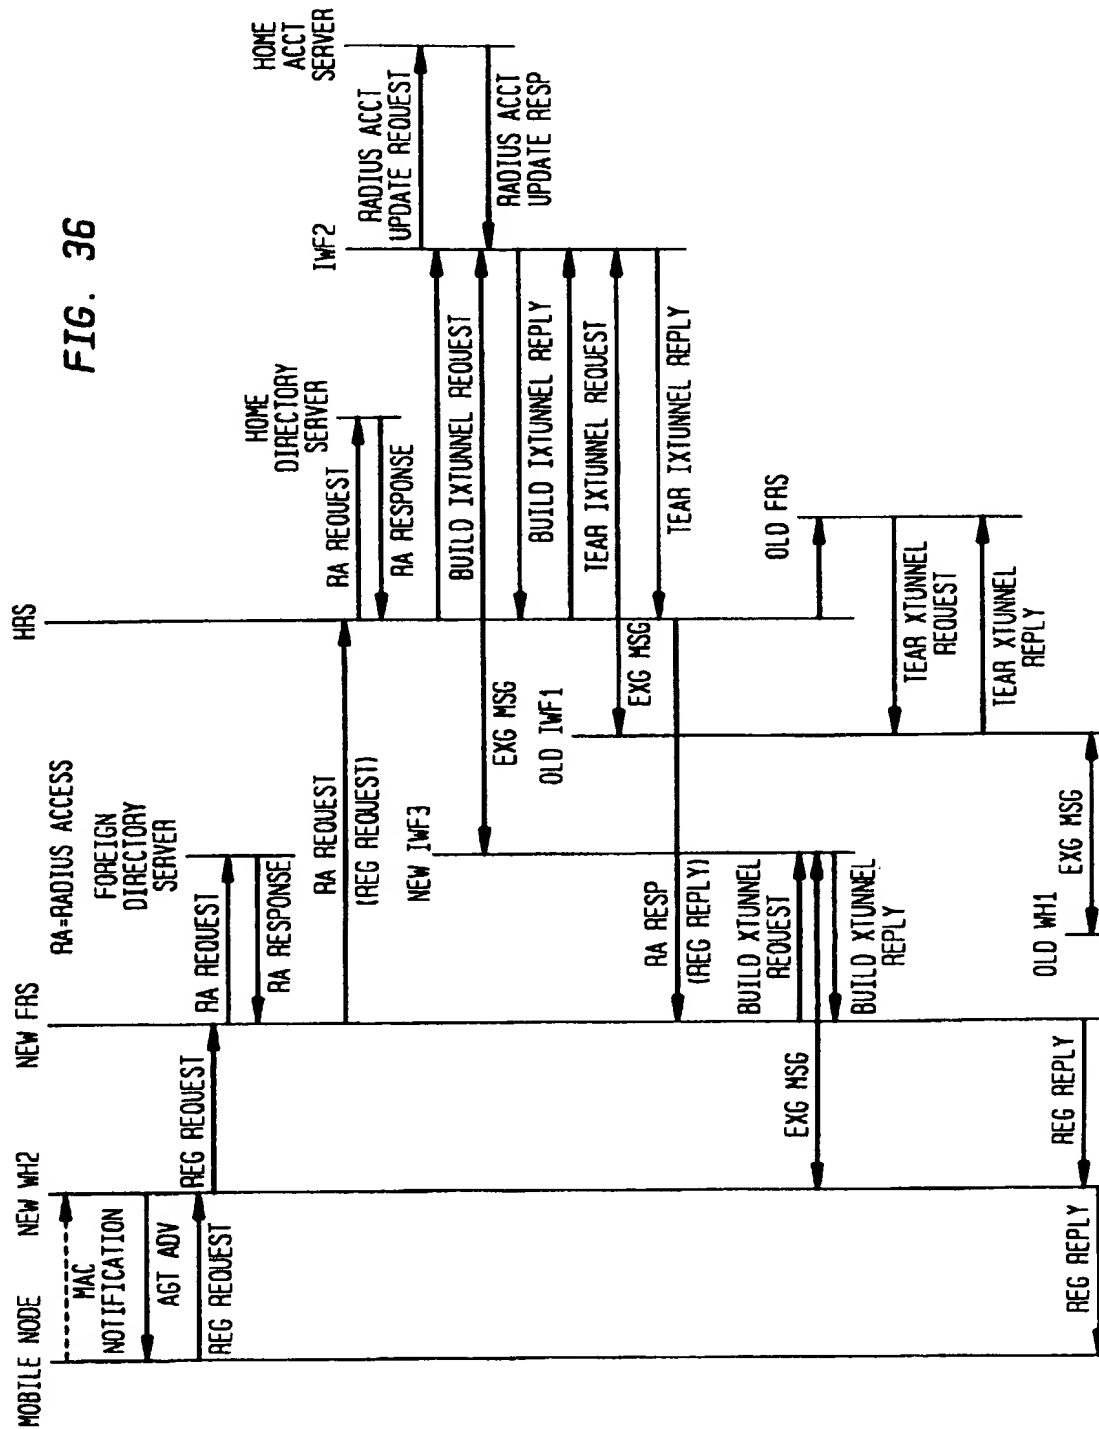 FIG. 36
RA=RADIUS ACCESS
MOBILE NODE
NEW WH2
NEW FRS
FOREIGN
DIRECTORY
SERVER
HRS
HOME
DIRECTORY
SERVER
IWF2
HOME
ACCT
SERVER
MAC
NOTIFICATION
AGT ADV
REG REQUEST
REG REQUEST
RA REQUEST
RA RESPONSE
RA REQUEST
(REG REQUEST)
RA REQUEST
RA RESPONSE
RADIUS ACCT
UPDATE REQUEST
RADIUS ACCT
UPDATE RESP
NEW IWF3
BUILD IXTUNNEL REQUEST
EXG MSG
BUILD IXTUNNEL REPLY
OLD IWF1
TEAR IXTUNNEL REQUEST
EXG MSG
TEAR IXTUNNEL REPLY
RA RESP
(REG REPLY)
OLD FRS
BUILD XTUNNEL
REQUEST
EXG MSG
BUILD XTUNNEL
REPLY
TEAR XTUNNEL
REQUEST
TEAR XTUNNEL
REPLY
OLD WH1
EXG MSG
REG REPLY
REG REPLY